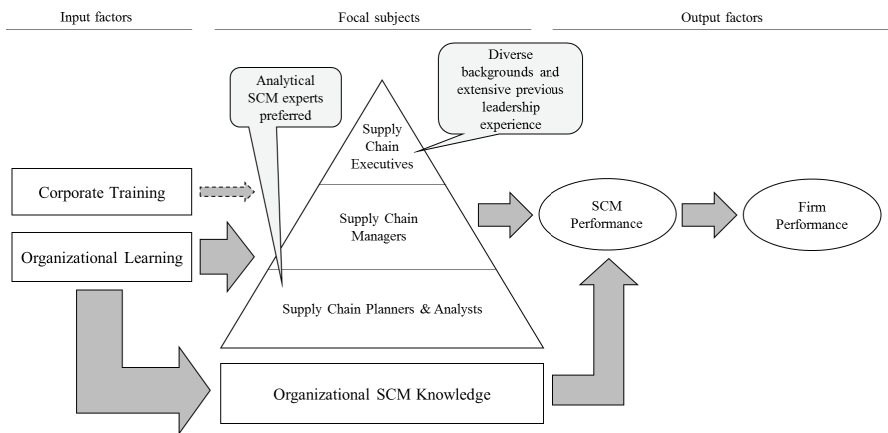 Input factors
Focal subjects
Output factors
Analytical
SCM experts
preferred
Diverse
backgrounds and
extensive previous
leadership
experience
Supply
Chain
Executives
Corporate Training
Supply Chain
Managers
SCM
Performance
Firm
Performance
Organizational Learning
Supply Chain Planners & Analysts
Organizational SCM Knowledge